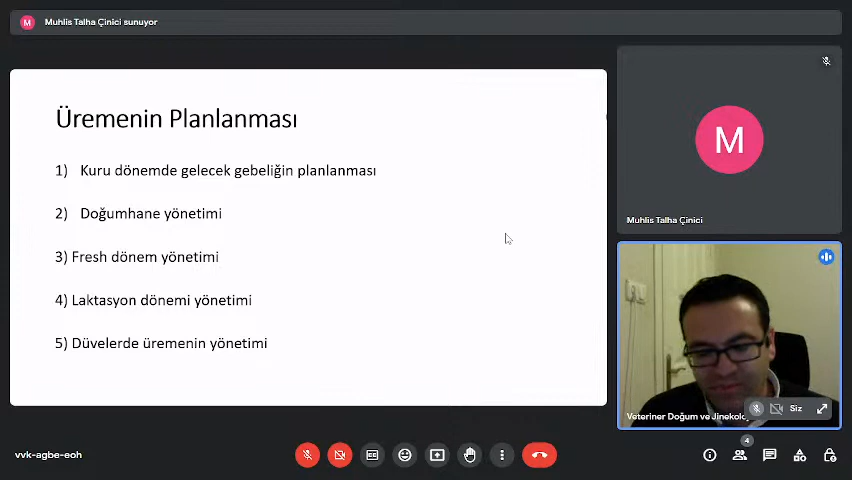 M
Muhlis Talha Çinici sunuyor
Üremenin Planlanması
1) Kuru dönemde gelecek gebeliğin planlanması
2) Doğumhane yönetimi
3) Fresh dönem yönetimi
4) Laktasyon dönemi yönetimi
5) Düvelerde üremenin yönetimi
M
Muhlis Talha Çinici
Veteriner Doğum ve
Siz
vvk-agbe-eoh
4